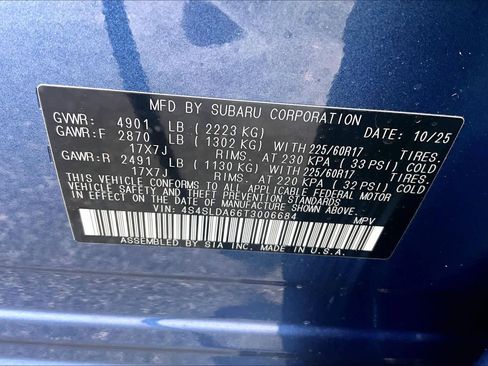 MFD BY SUBARU CORPORATION
GVWR: 4901 LB ( 2223 KG) DATE: 10/25
GAWR:F 2870 LB ( 1302 KG) WITH 225/60R17 TIRES.
17X7J RIMS. AT 230 KPA ( 33 PSI) COLD
GAWR:R 2491 LB ( 1130 KG) WITH 225/60R17 TIRES.
17X7J RIMS. AT 220 KPA ( 32 PSI) COLD
THIS VEHICLE CONFORMS TO ALL APPLICABLE FEDERAL MOTOR
VEHICLE SAFETY AND THEFT PREVENTION STANDARDS
IN EFFECT ON THE DATE OF MANUFACTURE SHOWN ABOVE.
VIN: 4S4SLDA66T3006684 MPV
ASSEMBLED BY SIA INC. MADE IN U.S.A.